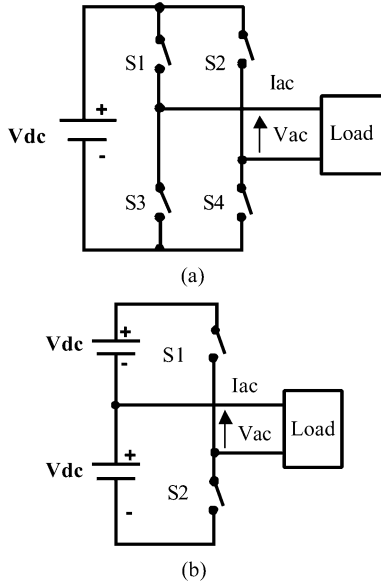 S1
S2
Iac
+
Vdc
Vac
Load
-
S3
S4
(a)
+
Vdc
S1
-
Iac
Load
Vac
+
Vdc
S2
-
(b)